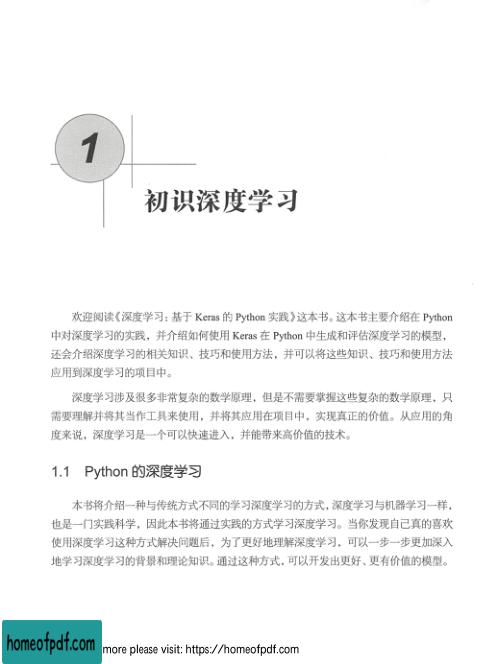 1
初识深度学习
欢迎阅读《深度学习：基于 Keras 的 Python 实践》这本书。这本书主要介绍在 Python
中对深度学习的实践，并介绍如何使用 Keras 在 Python 中生成和评估深度学习的模型，
还会介绍深度学习的相关知识、技巧和使用方法，并可以将这些知识、技巧和使用方法
应用到深度学习的项目中。
深度学习涉及很多非常复杂的数学原理，但是不需要掌握这些复杂的数学原理，只
需要理解并将其当作工具来使用，并将其应用在项目中，实现真正的价值。从应用的角
度来说，深度学习是一个可以快速进入，并能带来高价值的技术。
1.1 Python 的深度学习
本书将介绍一种与传统方式不同的学习深度学习的方式，深度学习与机器学习一样，
也是一门实践科学，因此本书将通过实践的方式学习深度学习。当你发现自己真的喜欢
使用深度学习这种方式解决问题后，为了更好地理解深度学习，可以一步一步更加深入
地学习深度学习的背景和理论知识。通过这种方式，可以开发出更好、更有价值的模型。
homeofpdf.com
more please visit: https://homeofpdf.com